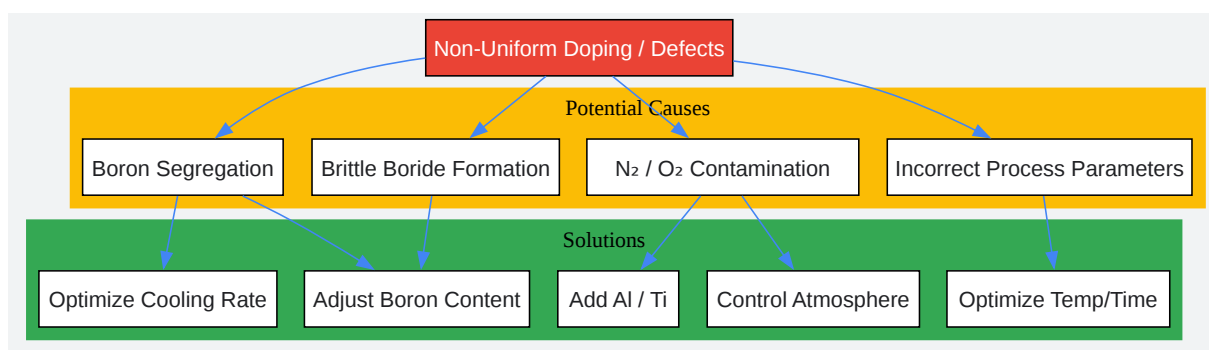 Non-Uniform Doping / Defects
Potential Causes
Boron Segregation
Brittle Boride Formation
N₂ / O₂ Contamination
Incorrect Process Parameters
Solutions
Optimize Cooling Rate
Adjust Boron Content
Add Al / Ti
Control Atmosphere
Optimize Temp/Time